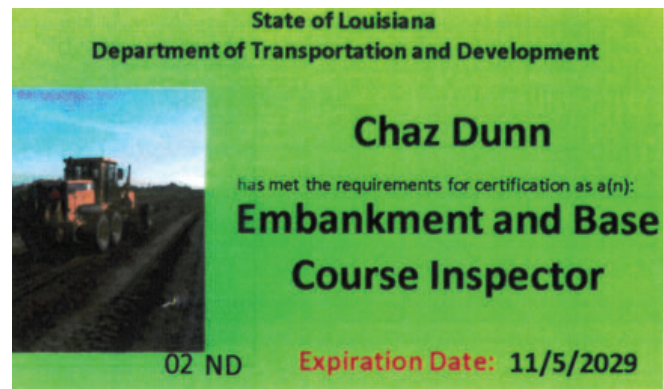 State of Louisiana
Department of Transportation and Development
Chaz Dunn
has met the requirements for certification as a(n):
Embankment and Base
Course Inspector
02 ND Expiration Date: 11/5/2029